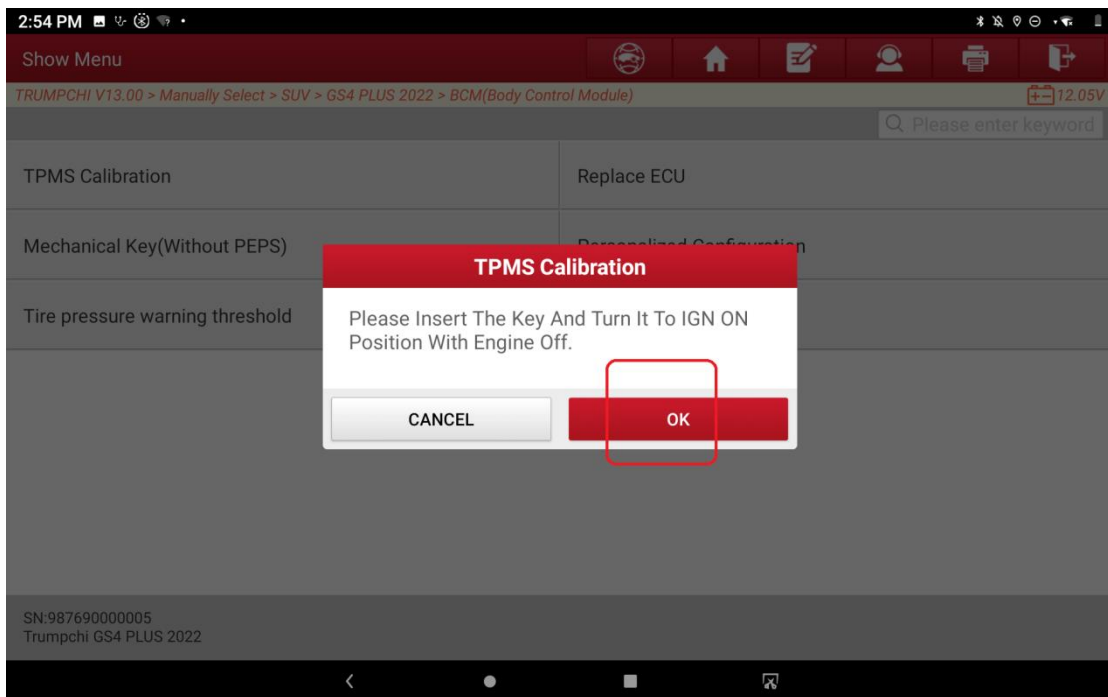 2:54 PM
Show Menu
TRUMPCHI V13.00 > Manually Select > SUV > GS4 PLUS 2022 > BCM(Body Control Module)
12.05V
Please enter keyword
TPMS Calibration
Replace ECU
Mechanical Key(Without PEPS)
Personalized Configuration
TPMS Calibration
Tire pressure warning threshold
Please Insert The Key And Turn It To IGN ON
Position With Engine Off.
CANCEL
OK
SN:987690000005
Trumpchi GS4 PLUS 2022